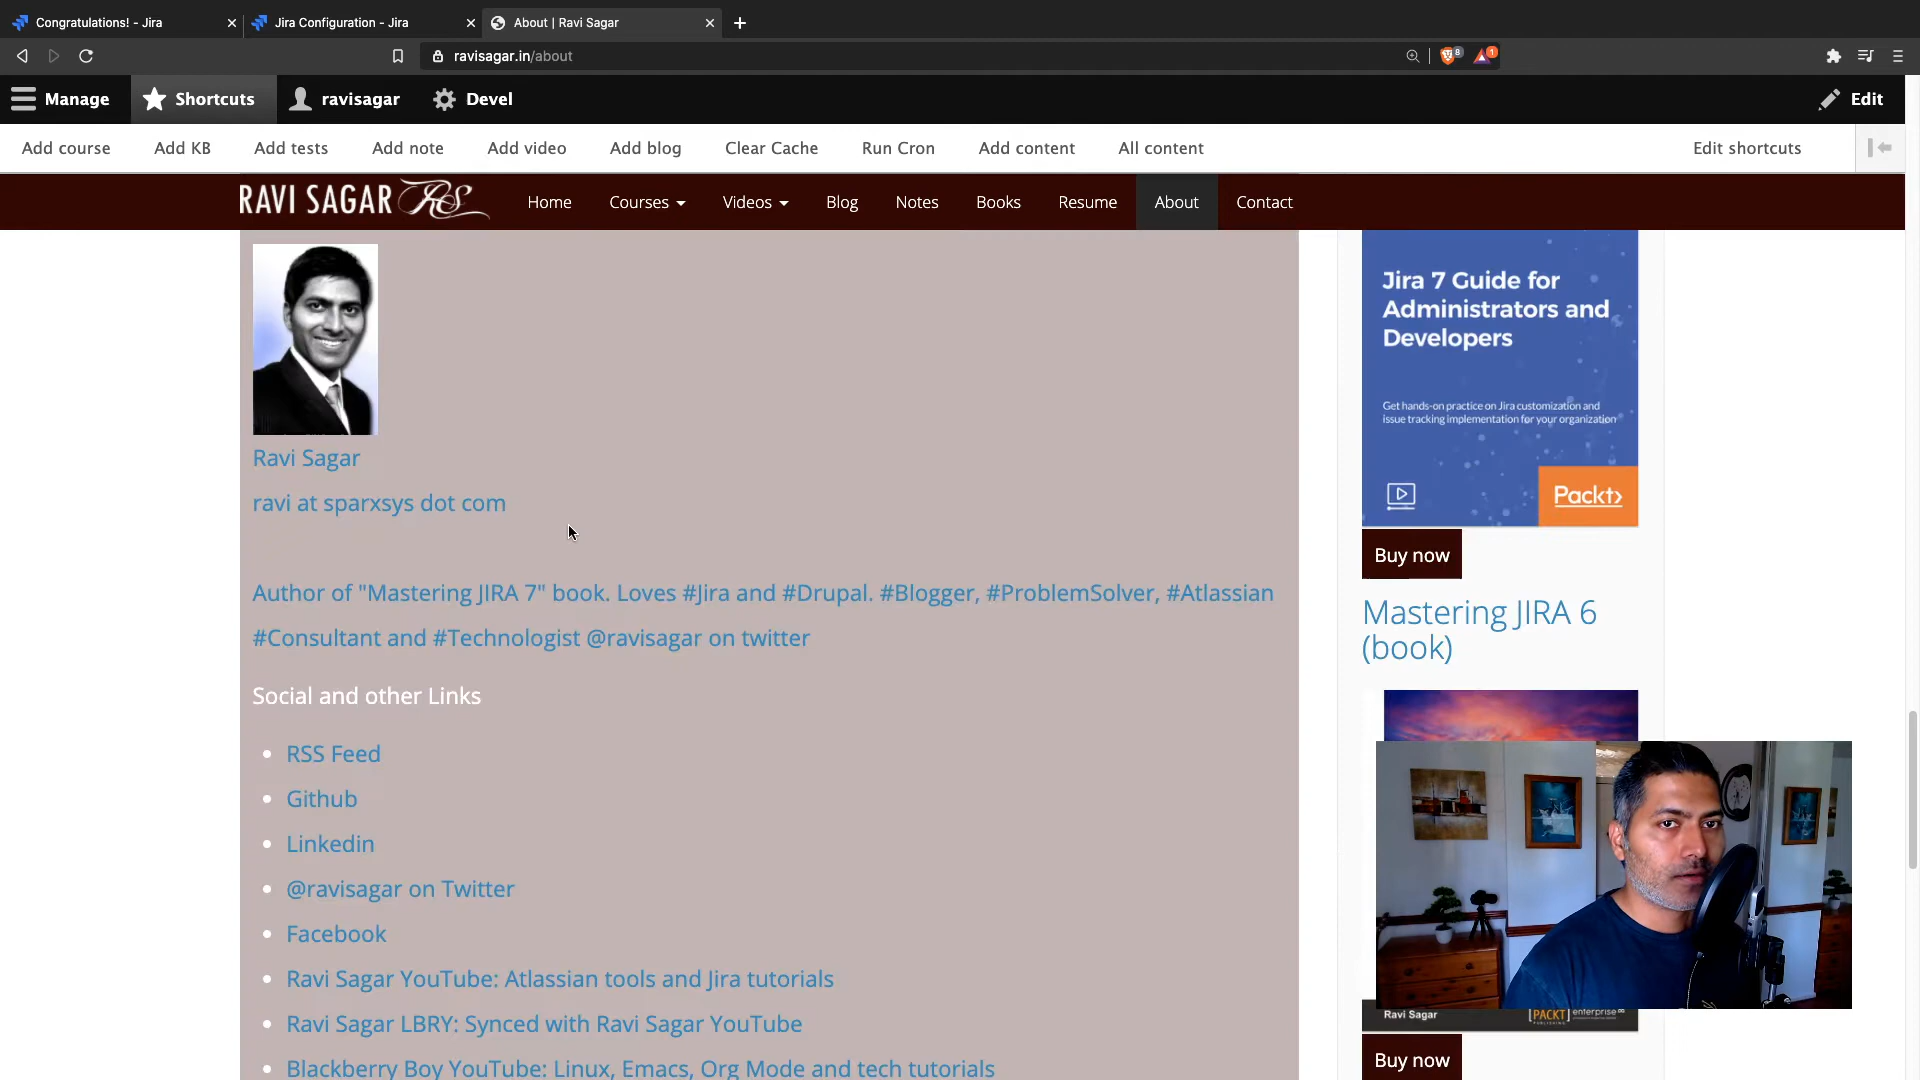 Congratulations! - Jira
Jira Configuration - Jira
About | Ravi Sagar
ravisagar.in/about
8
1
Manage
Shortcuts
ravisagar
Devel
Edit
Add course
Add KB
Add tests
Add note
Add video
Add blog
Clear Cache
Run Cron
Add content
All content
Edit shortcuts
RAVI SAGAR RS
Home
Courses
Videos
Blog
Notes
Books
Resume
About
Contact
Ravi Sagar
ravi at sparxsys dot com
Author of "Mastering JIRA 7" book. Loves #Jira and #Drupal. #Blogger, #ProblemSolver, #Atlassian
#Consultant and #Technologist @ravisagar on twitter
Social and other Links
RSS Feed
Github
Linkedin
@ravisagar on Twitter
Facebook
Ravi Sagar YouTube: Atlassian tools and Jira tutorials
Ravi Sagar LBRY: Synced with Ravi Sagar YouTube
Blackberry Boy YouTube: Linux, Emacs, Org Mode and tech tutorials
Jira 7 Guide for
Administrators and
Developers
Get hands-on practice on Jira customization and
issue tracking implementation for your organization
Packt>
Buy now
Mastering JIRA 6
(book)
Ravi Sagar
[PACKT] enterprise
PUBLISHING
Buy now